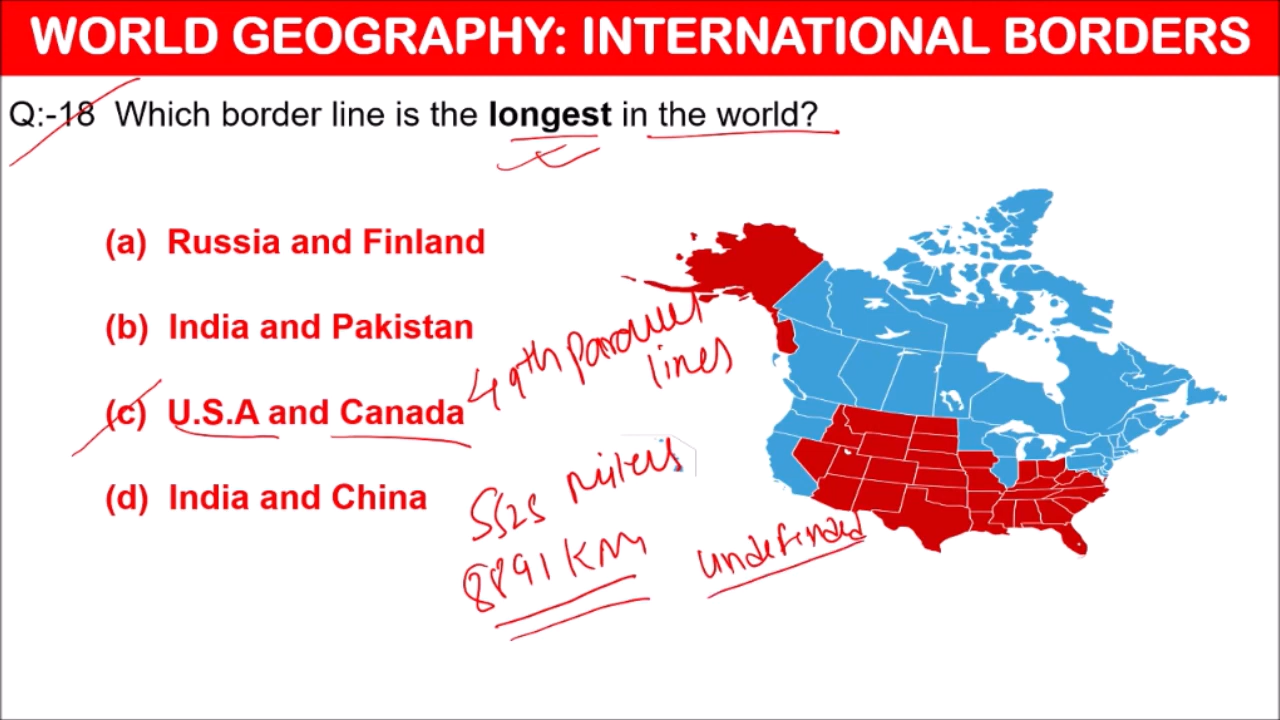 WORLD GEOGRAPHY: INTERNATIONAL BORDERS
Q:-18 Which border line is the longest in the world?
(a) Russia and Finland
(b) India and Pakistan
(c) U.S.A and Canada
(d) India and China
49th Parallel
lines
5525 miles
8891 KM
undefined